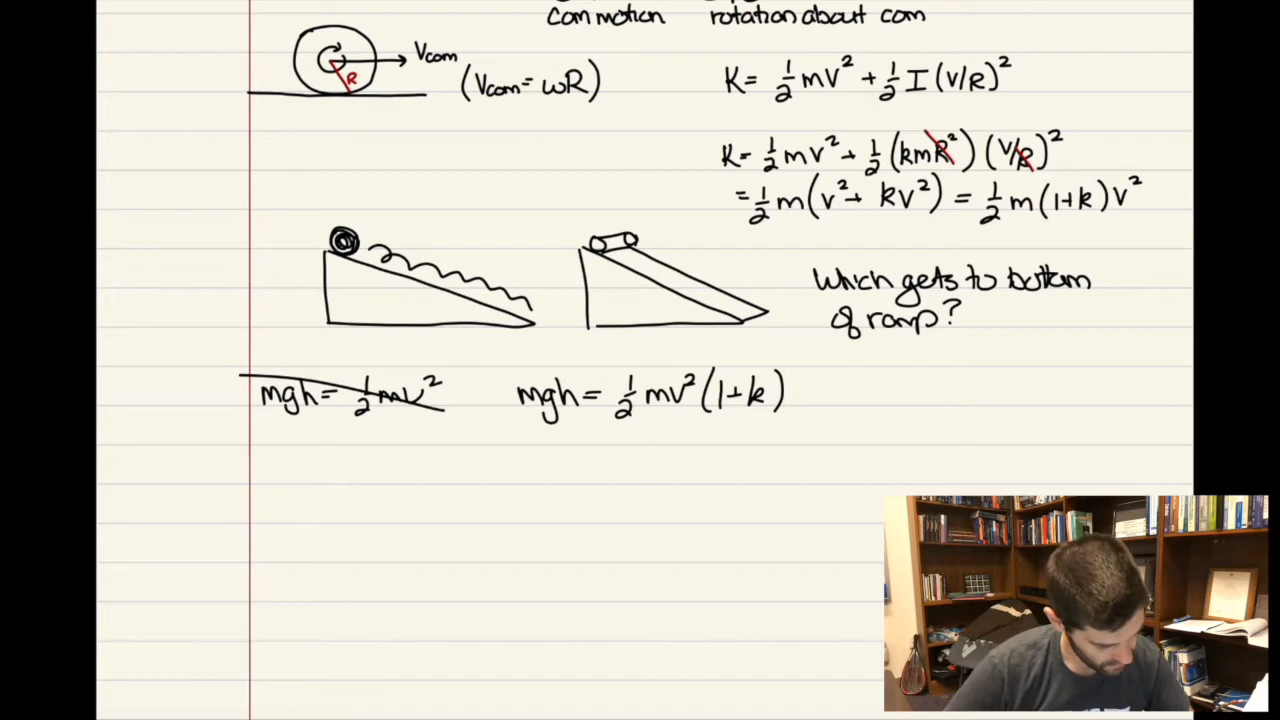 com motion rotation about com
Vcom
R
(Vcom = ωR)
K = 1/2 mv² + 1/2 I (v/R)²
K = 1/2 mv² + 1/2 (kmR²) (v/R)²
= 1/2 m(v² + kv²) = 1/2 m(1+k)v²
Which gets to bottom
of ramp?
mgh = 1/2 mv²
mgh = 1/2 mv² (1+k)